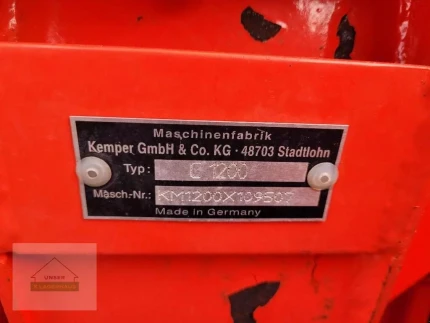 Maschinenfabrik
Kemper GmbH & Co. KG · 48703 Stadtlohn
Typ: C 1200
Masch-Nr.: KM1200X109507
Made in Germany